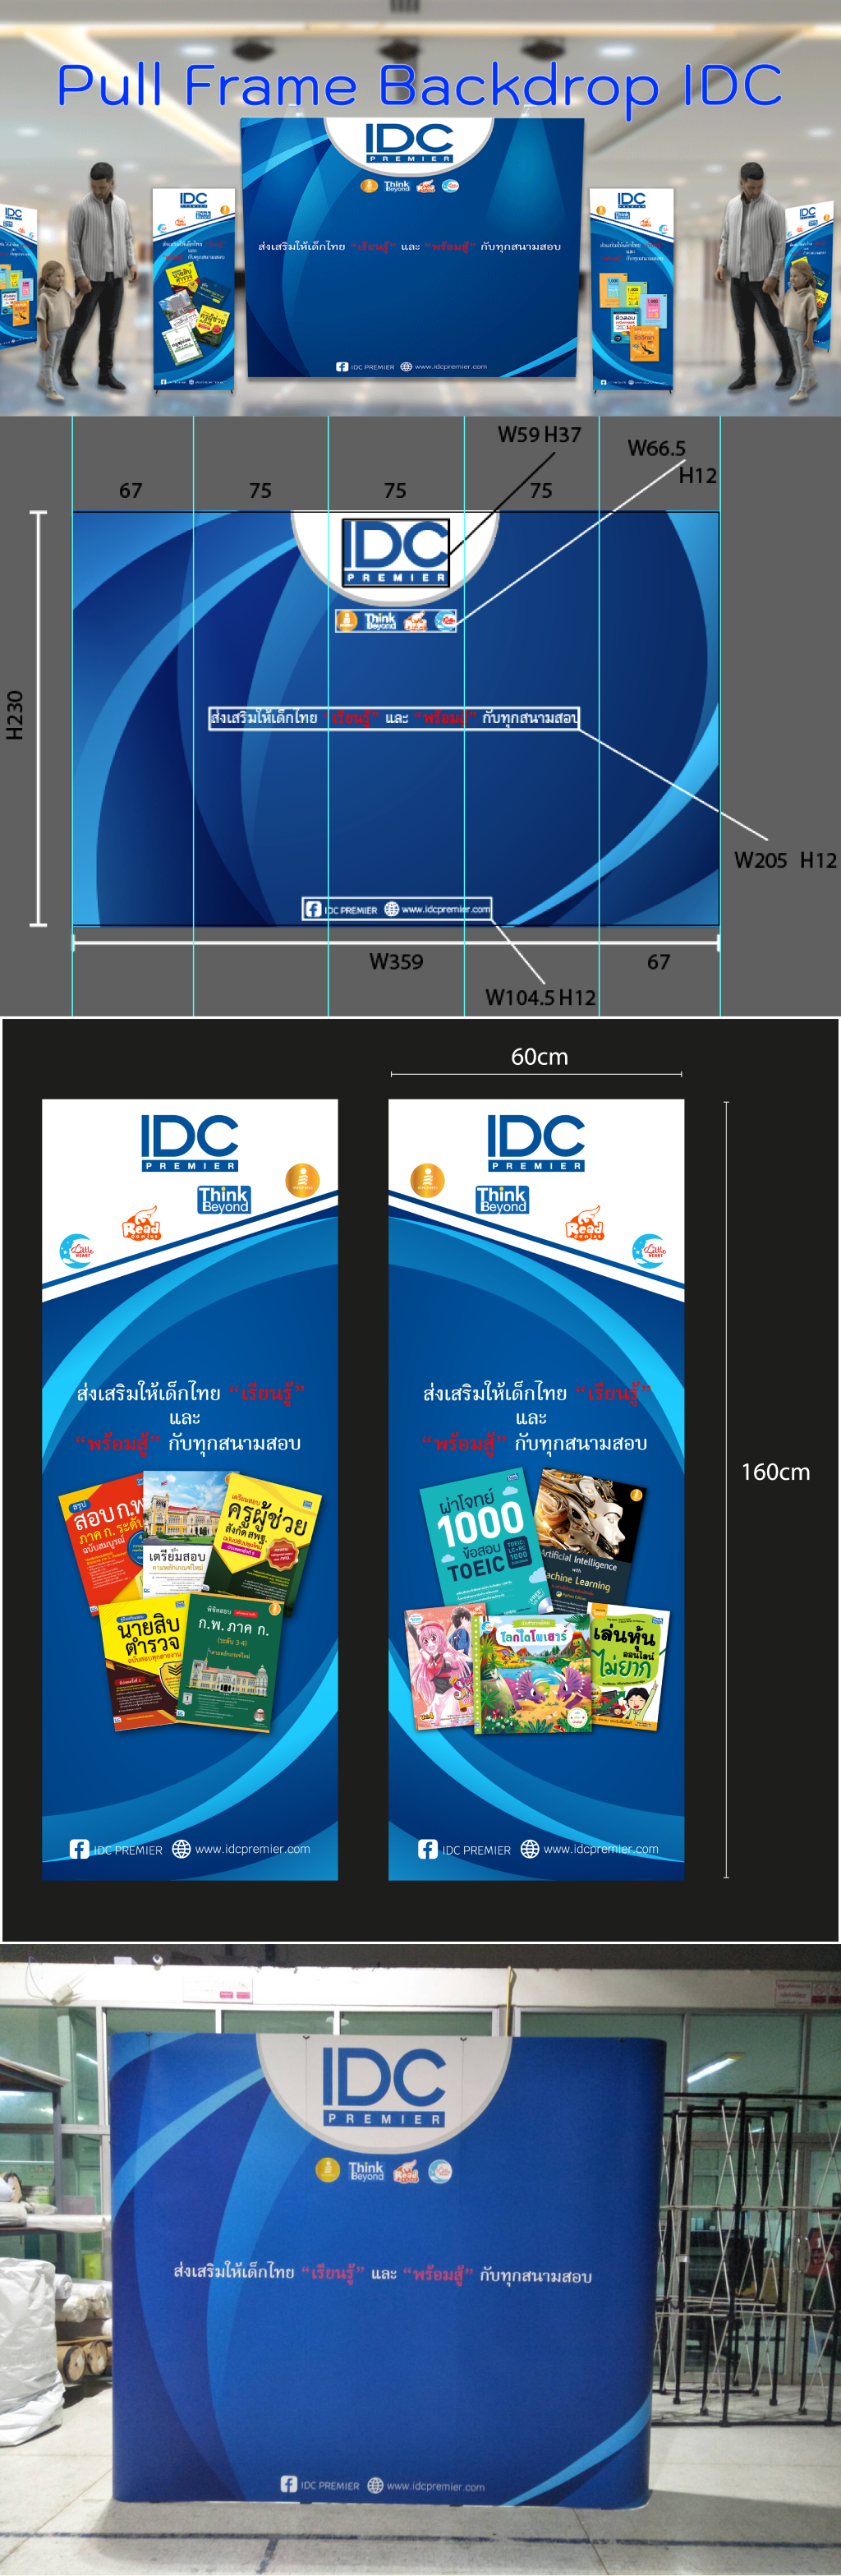 Pull Frame Backdrop IDC
IDC
PREMIER
Think
Beyond
ส่งเสริมให้เด็กไทย “เรียนรู้” และ “พร้อมสู้” กับทุกสนามสอบ
IDC PREMIER www.idcpremier.com
IDC
IDC
IDC
IDC
W59 H37
W66.5
H12
67 75 75 75
IDC
PREMIER
Think
Beyond
ส่งเสริมให้เด็กไทย “เรียนรู้” และ “พร้อมสู้” กับทุกสนามสอบ
H230
W205 H12
IDC PREMIER www.idcpremier.com
W359 67
W104.5 H12
60cm
IDC
PREMIER
Think
Beyond
Read
Little
HEART
ส่งเสริมให้เด็กไทย “เรียนรู้”
และ
“พร้อมสู้” กับทุกสนามสอบ
สรุป
สอบ ก.พ.
ภาค ก. ระดับ
ฉบับสมบูรณ์
เตรียมสอบ
ครูผู้ช่วย
สังกัด สพฐ.
นายสิบ
ตำรวจ
พิชิตสอบ
ก.พ. ภาค ก.
(ระดับ 3-4)
IDC PREMIER www.idcpremier.com
IDC
PREMIER
Think
Beyond
Read
Little
HEART
ส่งเสริมให้เด็กไทย “เรียนรู้”
และ
“พร้อมสู้” กับทุกสนามสอบ
ผ่าโจทย์
1000
ข้อสอบ
TOEIC
Artificial Intelligence
with
Machine Learning
โลกไดโนเสาร์
เล่นหุ้น
ออนไลน์
ไม่ยาก
IDC PREMIER www.idcpremier.com
160cm
IDC
PREMIER
Think
Beyond
Read
ส่งเสริมให้เด็กไทย “เรียนรู้” และ “พร้อมสู้” กับทุกสนามสอบ
IDC PREMIER www.idcpremier.com